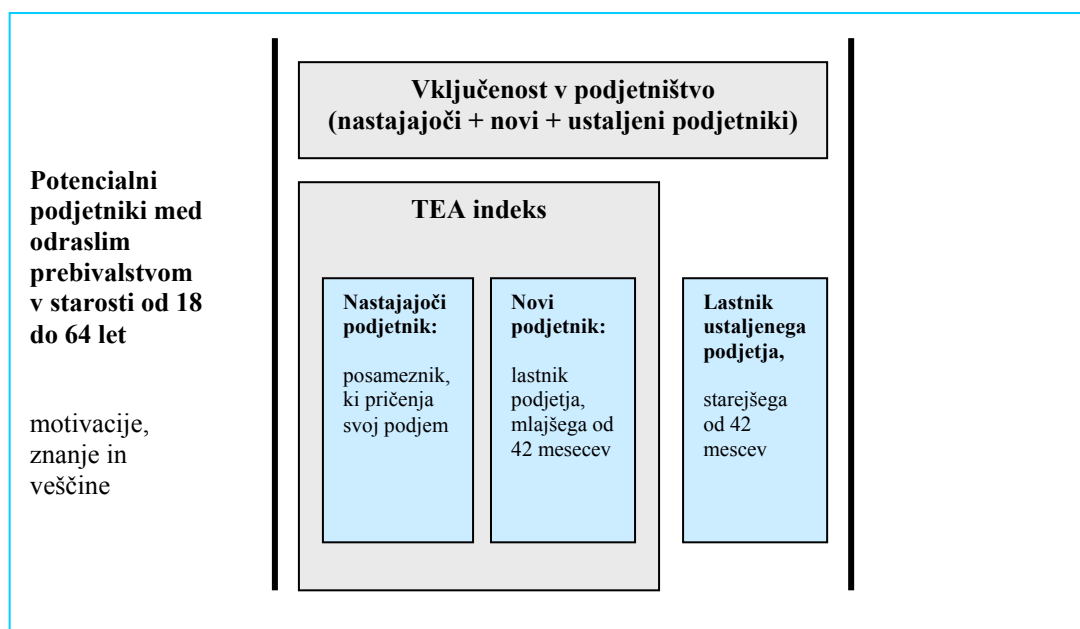 Vključenost v podjetništvo
(nastajajoči + novi + ustaljeni podjetniki)
Potencialni
podjetniki med
odraslim
prebivalstvom
v starosti od 18
do 64 let
motivacije,
znanje in
veščine
TEA indeks
Nastajajoči
podjetnik:
posameznik,
ki pričenja
svoj podjem
Novi
podjetnik:
lastnik
podjetja,
mlajšega od
42 mesecev
Lastnik
ustaljenega
podjetja,
starejšega
od 42
mescev